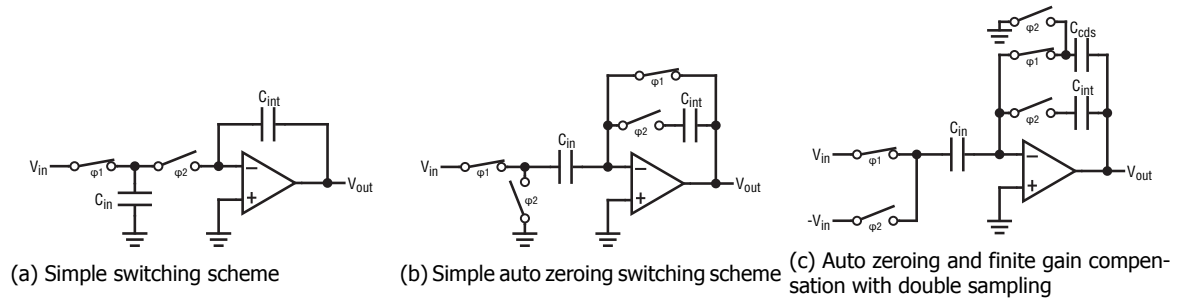 C_int
V_in
φ1
φ2
C_in
−
+
V_out
(a) Simple switching scheme
φ1
C_int
φ2
C_in
V_in
φ1
φ2
−
+
V_out
(b) Simple auto zeroing switching scheme
φ2
C_cds
φ1
C_int
φ2
C_in
V_in
φ1
−
+
V_out
-V_in
φ2
(c) Auto zeroing and finite gain compen-
sation with double sampling